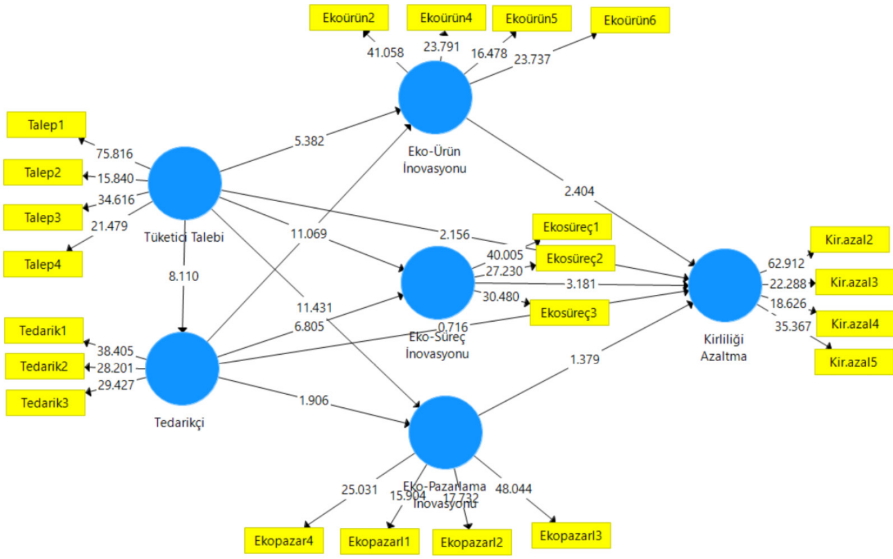 Ekoürün2
Ekoürün4
Ekoürün5
Ekoürün6
41.058
23.791
16.478
23.737
Talep1
Talep2
Talep3
Talep4
75.816
15.840
34.616
21.479
Tüketici Talebi
Eko-Ürün
İnovasyonu
5.382
11.069
2.404
2.156
8.110
11.431
6.805
0.716
3.181
1.906
1.379
Ekosüreç1
Ekosüreç2
Ekosüreç3
40.005
27.230
30.480
Eko-Süreç
İnovasyonu
Kir.azal2
Kir.azal3
Kir.azal4
Kir.azal5
62.912
22.288
18.626
35.367
Kirliliği
Azaltma
Tedarik1
Tedarik2
Tedarik3
38.405
28.201
29.427
Tedarikçi
Eko-Pazarlama
İnovasyonu
25.031
15.904
17.732
48.044
Ekopazar4
Ekopazarl1
Ekopazarl2
Ekopazarl3